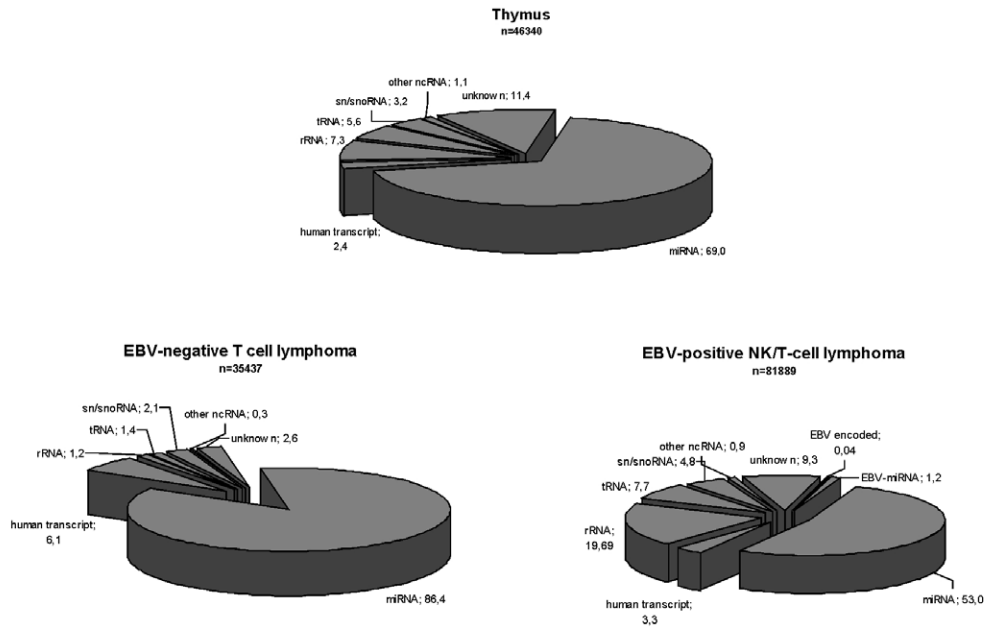 Thymus
n=46340
other ncRNA; 1,1
unknown; 11,4
sn/snoRNA; 3,2
tRNA; 5,6
rRNA; 7,3
human transcript;
2,4
miRNA; 69,0
EBV-negative T cell lymphoma
n=35437
sn/snoRNA; 2,1
other ncRNA; 0,3
tRNA; 1,4
unknown; 2,6
rRNA; 1,2
human transcript;
6,1
miRNA; 86,4
EBV-positive NK/T-cell lymphoma
n=81889
other ncRNA; 0,9
EBV encoded;
0,04
sn/snoRNA; 4,8
unknown; 9,3
EBV-miRNA; 1,2
tRNA; 7,7
rRNA;
19,69
human transcript;
3,3
miRNA; 53,0